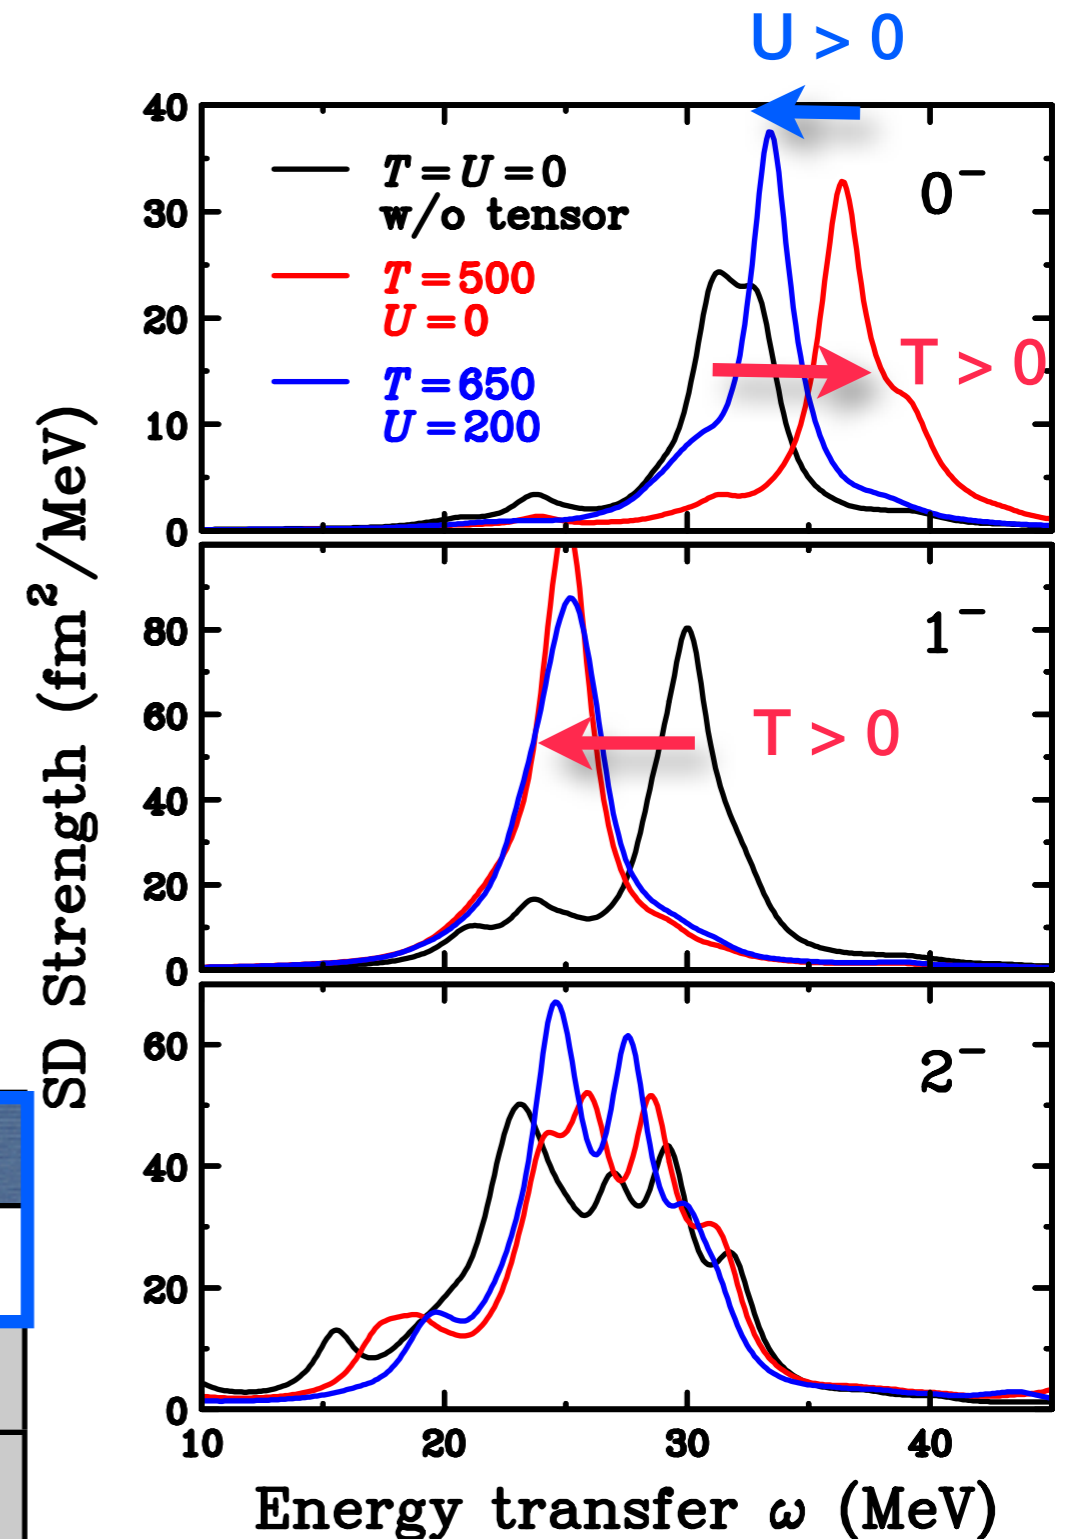 U > 0
40
30
20
10
0
T=U=0
w/o tensor
T=500
U=0
T=650
U=200
0⁻
T > 0
80
60
40
20
0
1⁻
T > 0
60
40
20
0
2⁻
10 20 30 40
SD Strength (fm²/MeV)
Energy transfer ω (MeV)